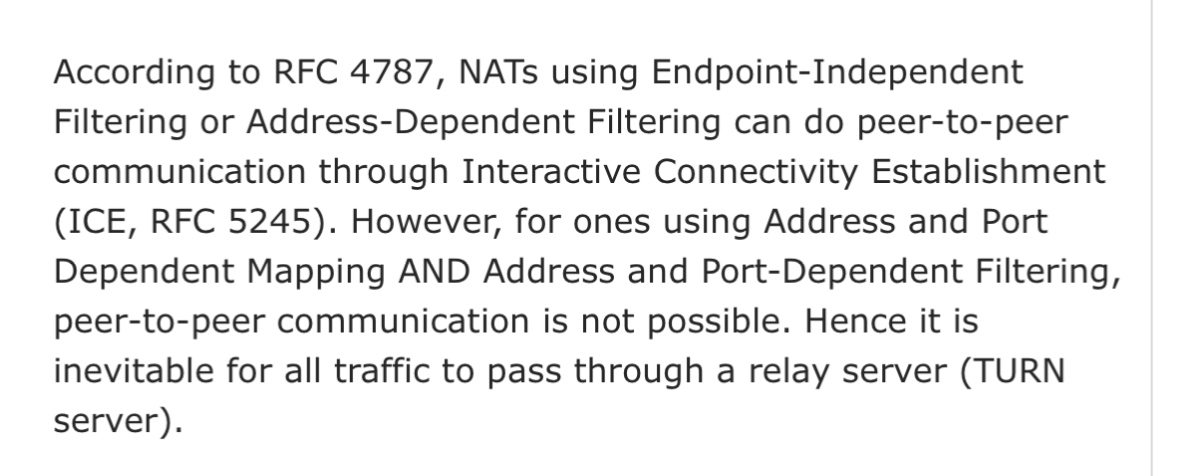 According to RFC 4787, NATs using Endpoint-Independent
Filtering or Address-Dependent Filtering can do peer-to-peer
communication through Interactive Connectivity Establishment
(ICE, RFC 5245). However, for ones using Address and Port
Dependent Mapping AND Address and Port-Dependent Filtering,
peer-to-peer communication is not possible. Hence it is
inevitable for all traffic to pass through a relay server (TURN
server).